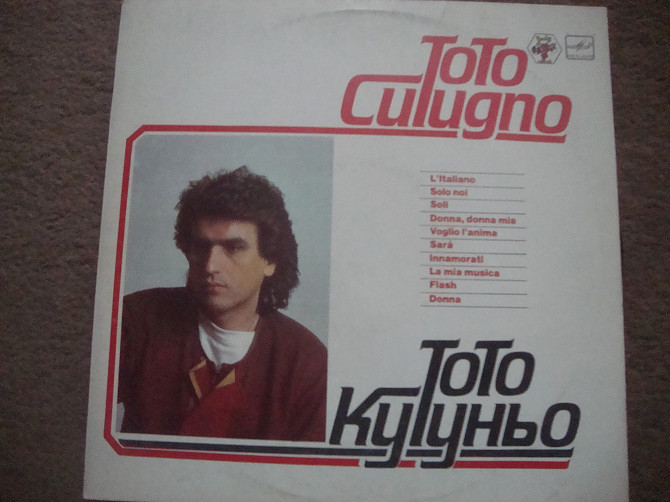 Toto
Cutugno
L'Italiano
Solo noi
Soli
Donna, donna mia
Voglio l'anima
Sarà
Innamorati
La mia musica
Flash
Donna
Тото
Кутуньо